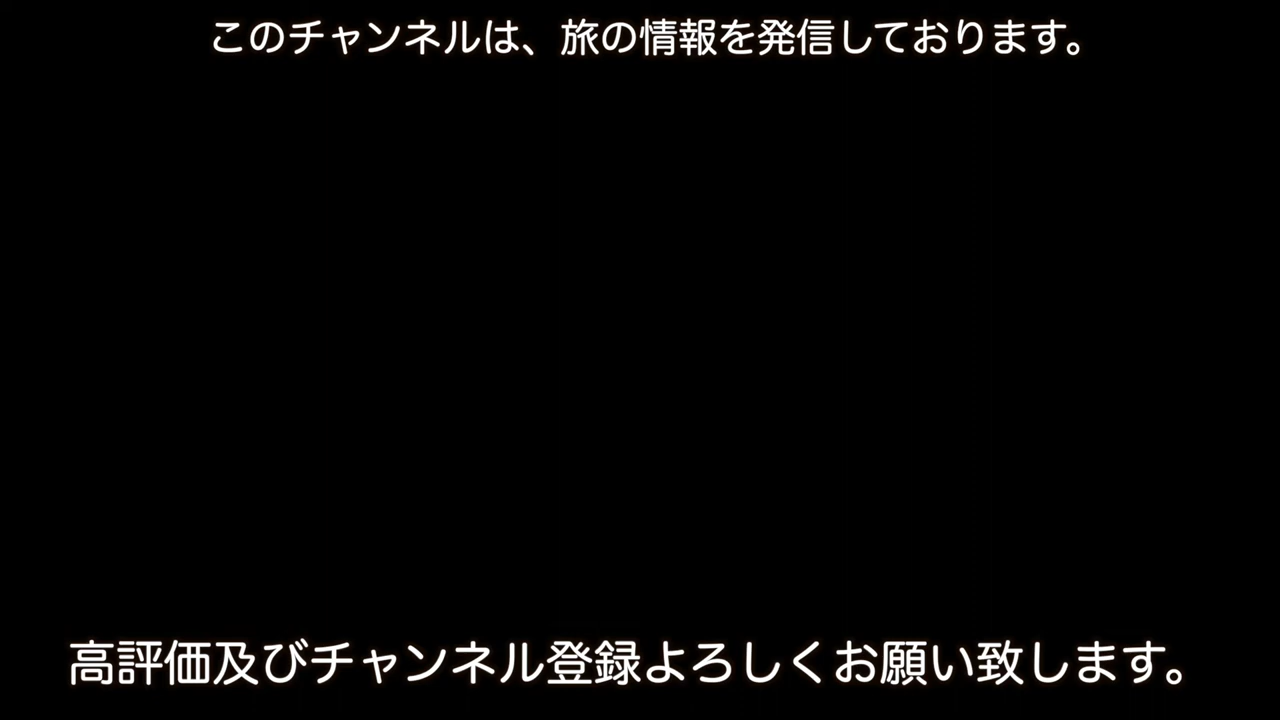 このチャンネルは、旅の情報を発信しております。
高評価及びチャンネル登録よろしくお願い致します。